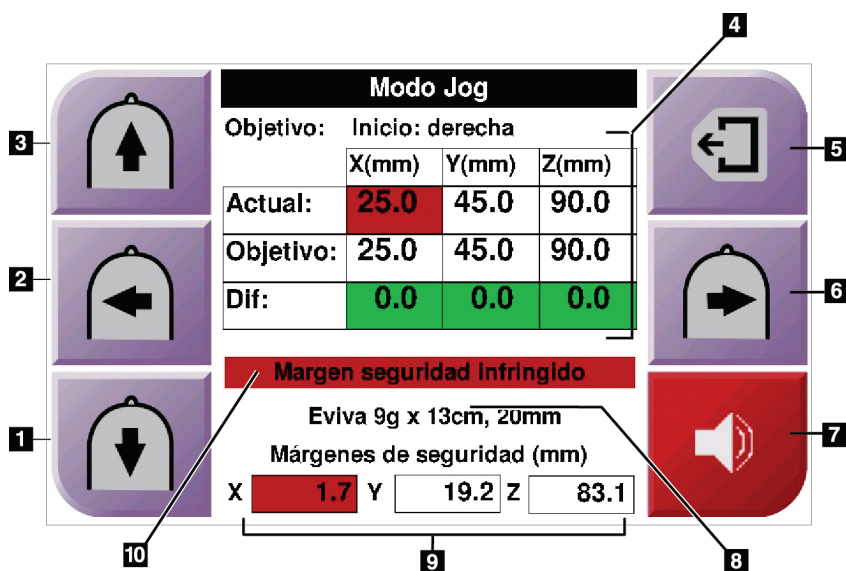 4
Modo Jog
Objetivo: Inicio: derecha
X(mm) Y(mm) Z(mm)
Actual: 25.0 45.0 90.0
Objetivo: 25.0 45.0 90.0
Dif: 0.0 0.0 0.0
Margen seguridad infringido
Eviva 9g x 13cm, 20mm
Márgenes de seguridad (mm)
X 1.7 Y 19.2 Z 83.1
3
2
1
5
6
7
10
9
8